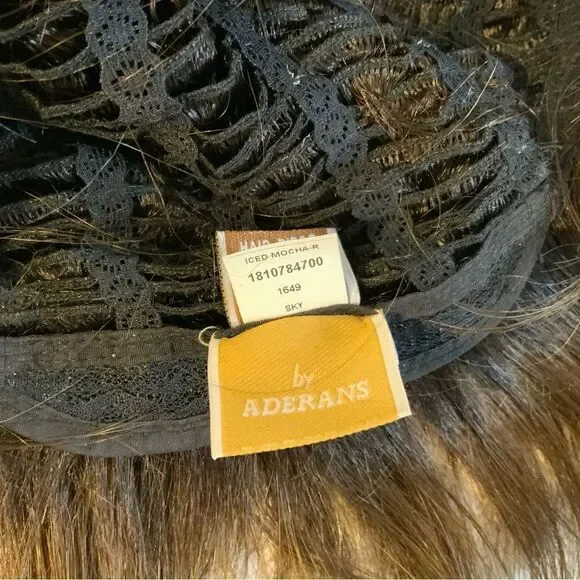 ICED MOCHA-R
1810784700
1649
SKY
by
ADERANS